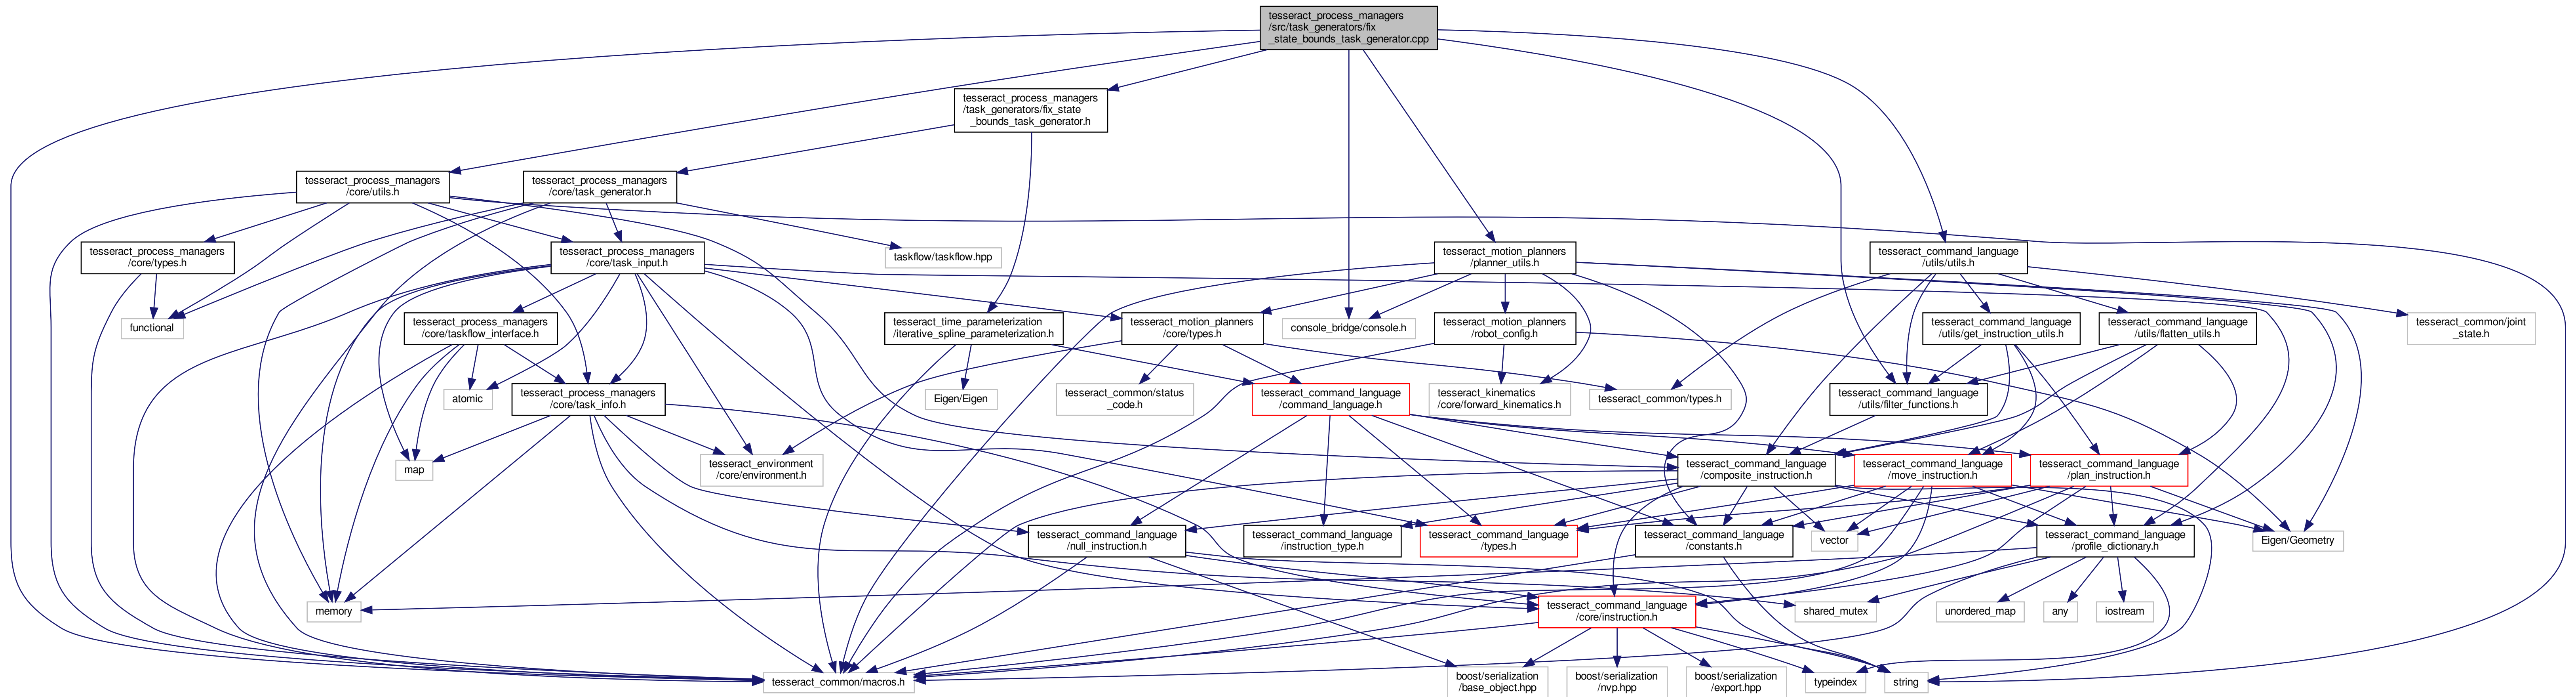 tesseract_process_managers
/src/task_generators/fix
_state_bounds_task_generator.cpp
tesseract_process_managers
/task_generators/fix_state
_bounds_task_generator.h
tesseract_process_managers
/core/utils.h
tesseract_process_managers
/core/task_generator.h
tesseract_process_managers
/core/types.h
tesseract_process_managers
/core/task_input.h
taskflow/taskflow.hpp
tesseract_motion_planners
/planner_utils.h
tesseract_command_language
/utils/utils.h
functional
tesseract_process_managers
/core/taskflow_interface.h
tesseract_time_parameterization
/iterative_spline_parameterization.h
tesseract_motion_planners
/core/types.h
console_bridge/console.h
tesseract_motion_planners
/robot_config.h
tesseract_command_language
/utils/get_instruction_utils.h
tesseract_command_language
/utils/flatten_utils.h
tesseract_common/joint
_state.h
atomic
tesseract_process_managers
/core/task_info.h
Eigen/Eigen
tesseract_common/status
_code.h
tesseract_command_language
/command_language.h
tesseract_kinematics
/core/forward_kinematics.h
tesseract_common/types.h
tesseract_command_language
/utils/filter_functions.h
map
tesseract_environment
/core/environment.h
tesseract_command_language
/composite_instruction.h
tesseract_command_language
/move_instruction.h
tesseract_command_language
/plan_instruction.h
tesseract_command_language
/null_instruction.h
tesseract_command_language
/instruction_type.h
tesseract_command_language
/types.h
tesseract_command_language
/constants.h
vector
tesseract_command_language
/profile_dictionary.h
Eigen/Geometry
memory
tesseract_command_language
/core/instruction.h
shared_mutex
unordered_map
any
iostream
tesseract_common/macros.h
boost/serialization
/base_object.hpp
boost/serialization
/nvp.hpp
boost/serialization
/export.hpp
typeindex
string